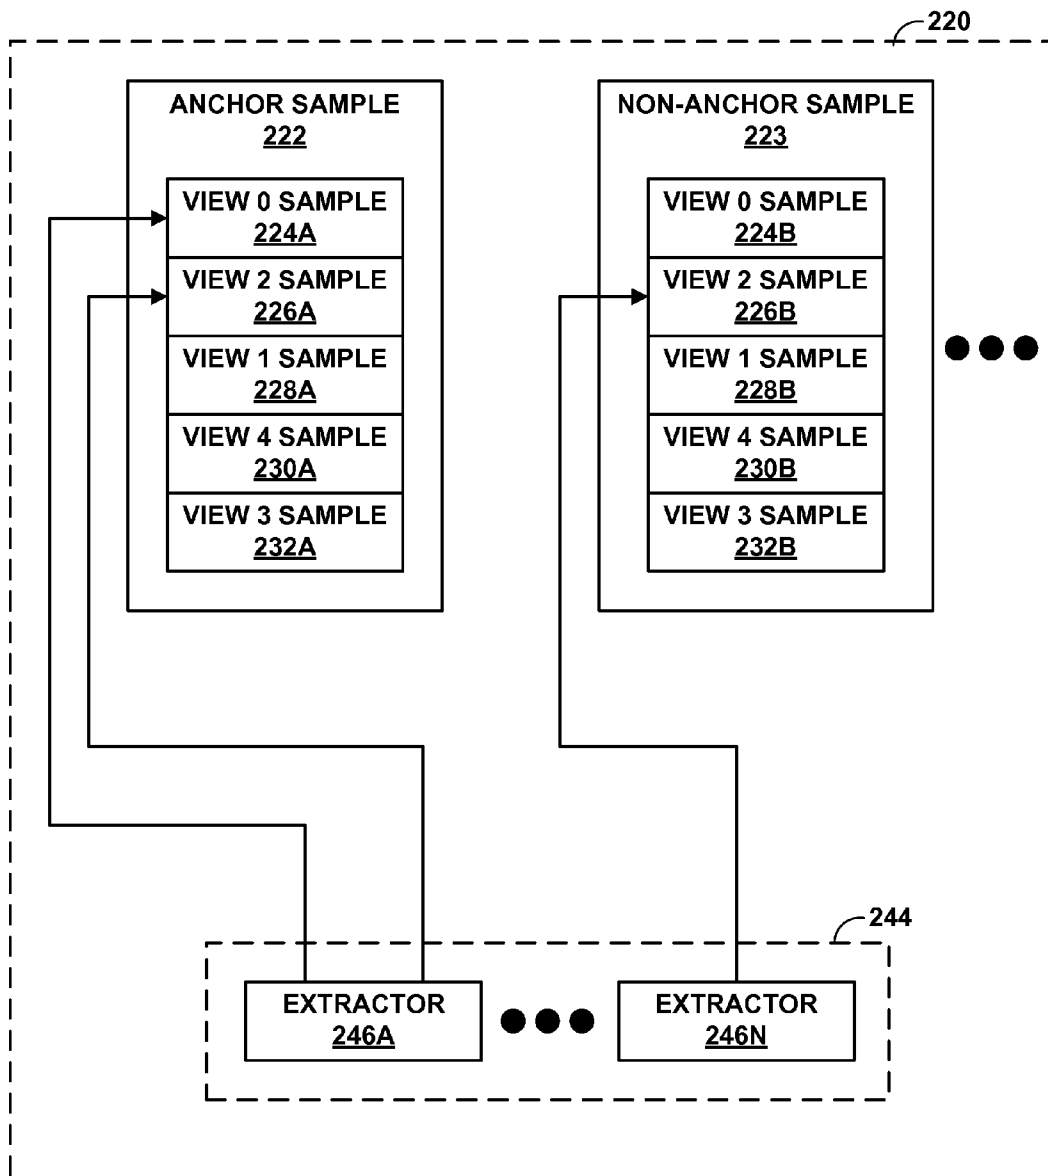 220
ANCHOR SAMPLE
222
VIEW 0 SAMPLE
224A
VIEW 2 SAMPLE
226A
VIEW 1 SAMPLE
228A
VIEW 4 SAMPLE
230A
VIEW 3 SAMPLE
232A
NON-ANCHOR SAMPLE
223
VIEW 0 SAMPLE
224B
VIEW 2 SAMPLE
226B
VIEW 1 SAMPLE
228B
VIEW 4 SAMPLE
230B
VIEW 3 SAMPLE
232B
244
EXTRACTOR
246A
EXTRACTOR
246N